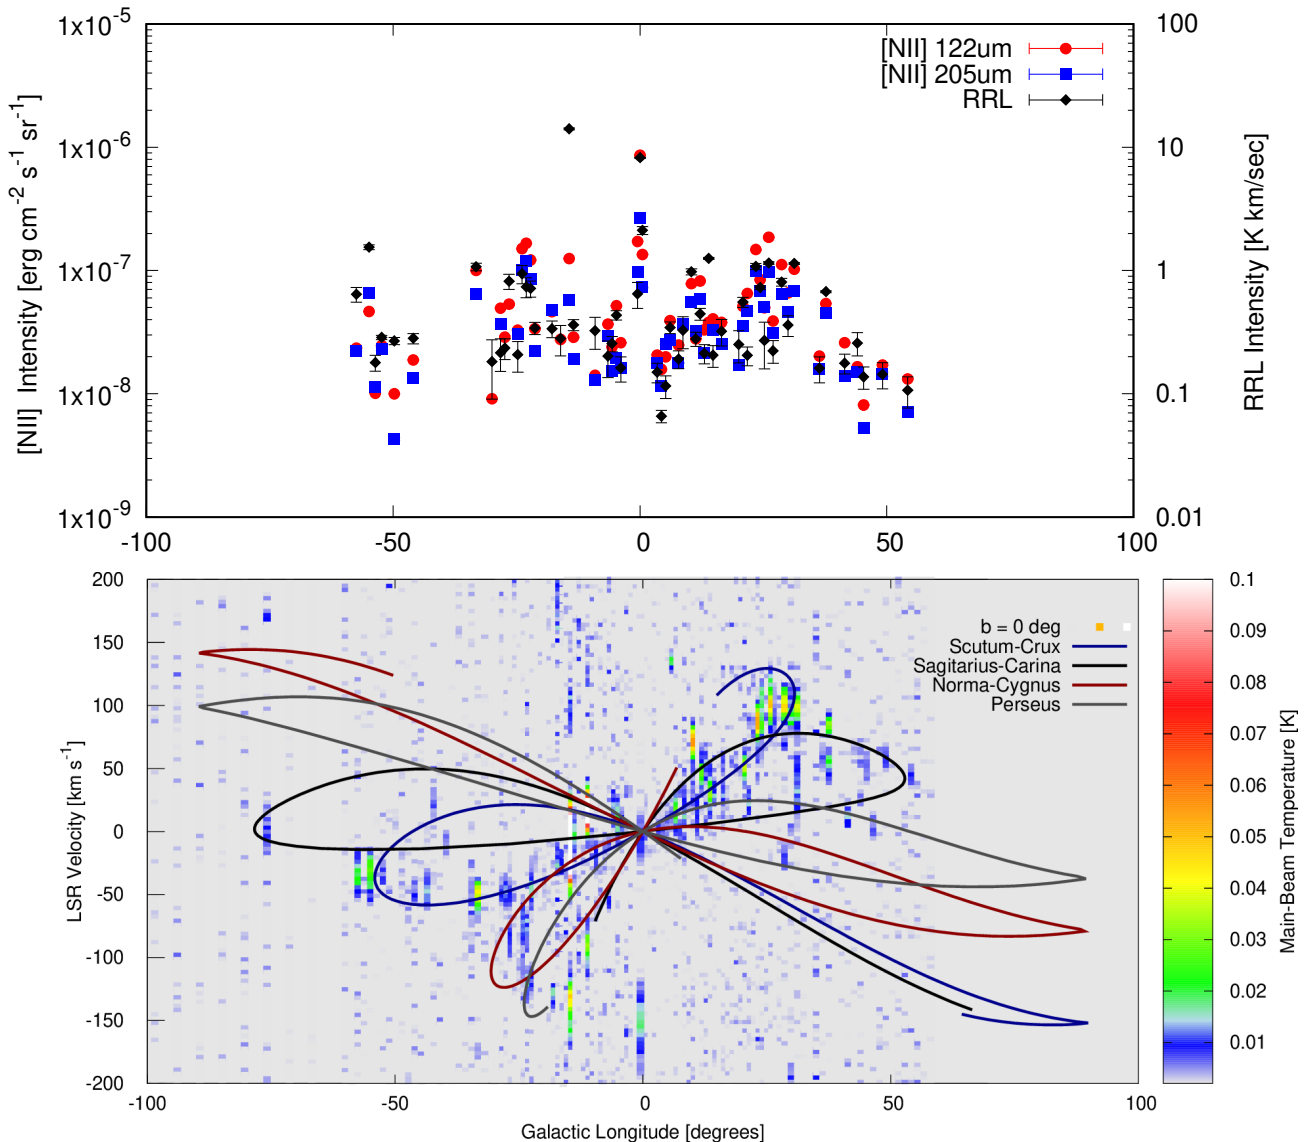 1x10-5
1x10-6
1x10-7
1x10-8
1x10-9
[NII] Intensity [erg cm-2 s-1 sr-1]
[NII] 122um
[NII] 205um
RRL
100
10
1
0.1
0.01
RRL Intensity [K km/sec]
-100
-50
0
50
100
200
150
100
50
0
-50
-100
-150
-200
LSR Velocity [km s-1]
b = 0 deg
Scutum-Crux
Sagitarius-Carina
Norma-Cygnus
Perseus
0.1
0.09
0.08
0.07
0.06
0.05
0.04
0.03
0.02
0.01
Main-Beam Temperature [K]
-100
-50
0
50
100
Galactic Longitude [degrees]